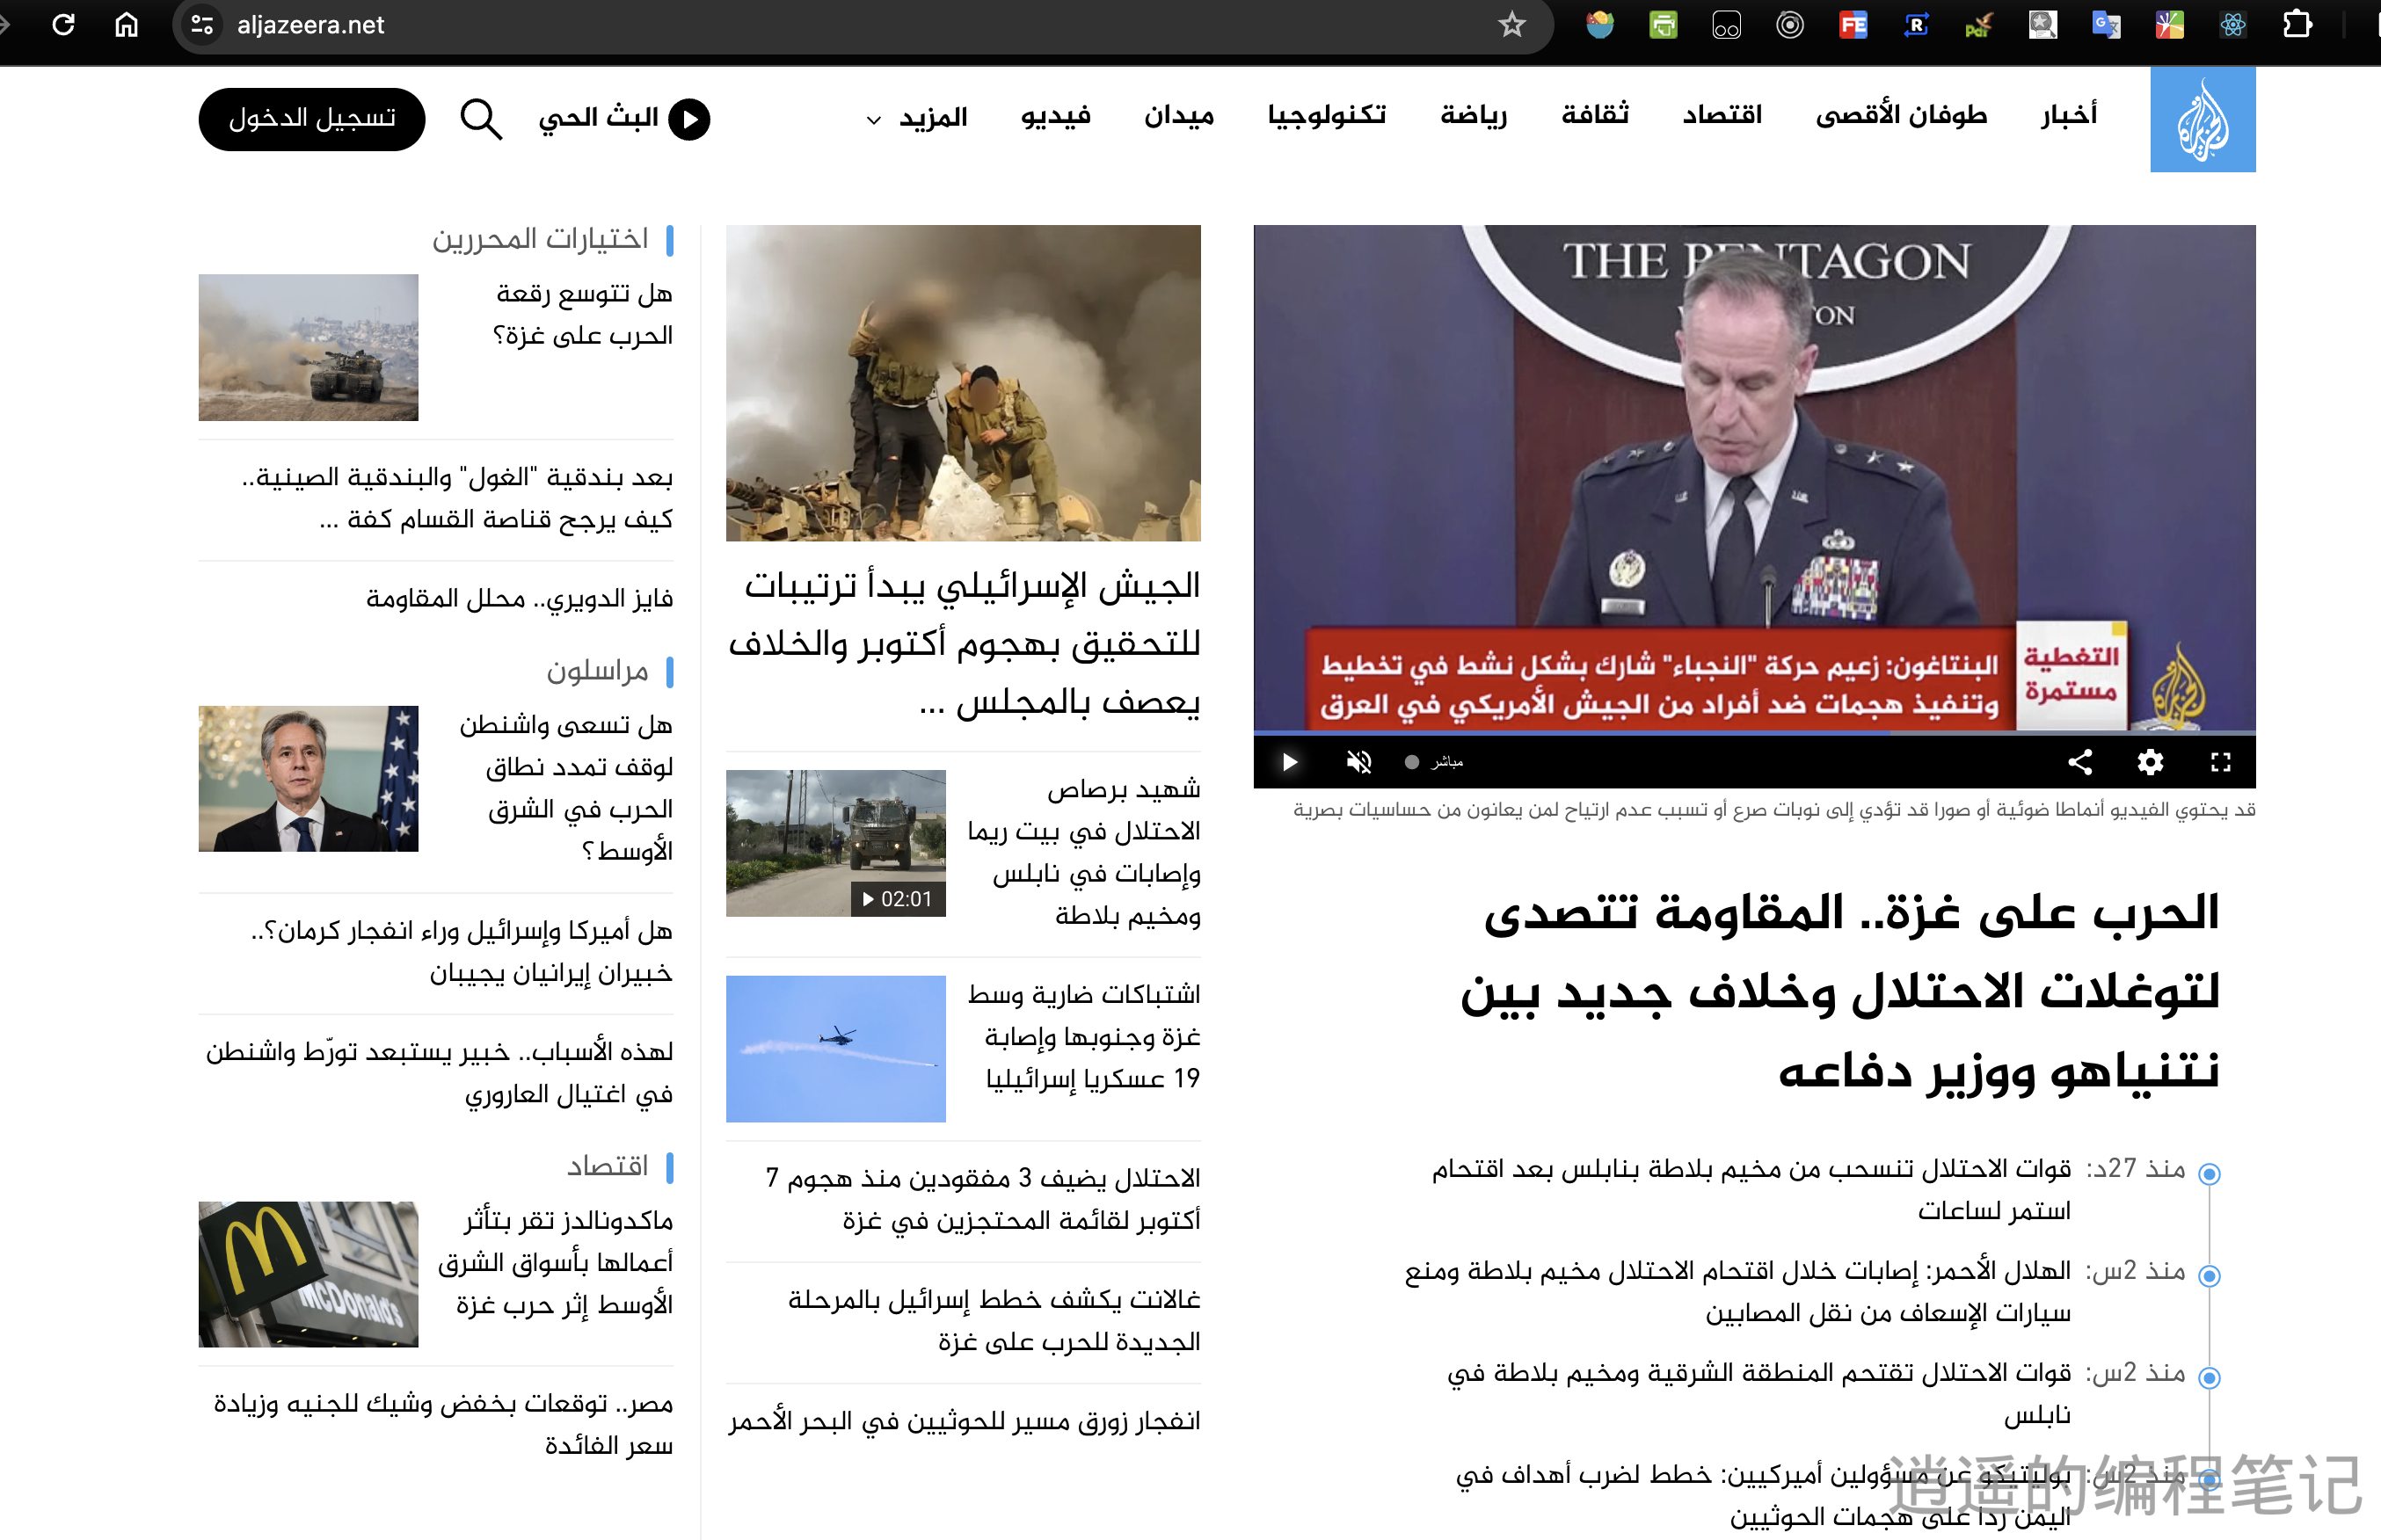 aljazeera.net
أخبار
طوفان الأقصى
اقتصاد
ثقافة
رياضة
تكنولوجيا
ميدان
فيديو
المزيد
البث الحي
تسجيل الدخول
THE PENTAGON
البنتاغون: زعيم حركة "النجباء" شارك بشكل نشط في تخطيط
وتنفيذ هجمات ضد أفراد من الجيش الأمريكي في العرق
التغطية
مستمرة
مباشر
قد يحتوي الفيديو أنماطا ضوئية أو صورا قد تؤدي إلى نوبات صرع أو تسبب عدم ارتياح لمن يعانون من حساسيات بصرية
الحرب على غزة.. المقاومة تتصدى
لتوغلات الاحتلال وخلاف جديد بين
نتنياهو ووزير دفاعه
منذ 27د: قوات الاحتلال تنسحب من مخيم بلاطة بنابلس بعد اقتحام
استمر لساعات
منذ 2س: الهلال الأحمر: إصابات خلال اقتحام الاحتلال مخيم بلاطة ومنع
سيارات الإسعاف من نقل المصابين
منذ 2س: قوات الاحتلال تقتحم المنطقة الشرقية ومخيم بلاطة في
نابلس
منذ 2س: بوليتيكو عن مسؤولين أميركيين: خطط لضرب أهداف في
اليمن ردا على هجمات الحوثيين
الجيش الإسرائيلي يبدأ ترتيبات
للتحقيق بهجوم أكتوبر والخلاف
يعصف بالمجلس ...
شهيد برصاص
الاحتلال في بيت ريما
وإصابات في نابلس
ومخيم بلاطة
02:01
اشتباكات ضارية وسط
غزة وجنوبها وإصابة
19 عسكريا إسرائيليا
الاحتلال يضيف 3 مفقودين منذ هجوم 7
أكتوبر لقائمة المحتجزين في غزة
غالانت يكشف خطط إسرائيل بالمرحلة
الجديدة للحرب على غزة
انفجار زورق مسير للحوثيين في البحر الأحمر
اختيارات المحررين
هل تتوسع رقعة
الحرب على غزة؟
بعد بندقية "الغول" والبندقية الصينية..
كيف يرجح قناصة القسام كفة ...
فايز الدويري.. محلل المقاومة
مراسلون
هل تسعى واشنطن
لوقف تمدد نطاق
الحرب في الشرق
الأوسط؟
هل أميركا وإسرائيل وراء انفجار كرمان؟..
خبيران إيرانيان يجيبان
لهذه الأسباب.. خبير يستبعد تورّط واشنطن
في اغتيال العاروري
اقتصاد
ماكدونالدز تقر بتأثر
أعمالها بأسواق الشرق
الأوسط إثر حرب غزة
McDonald's
مصر.. توقعات بخفض وشيك للجنيه وزيادة
سعر الفائدة
逍遥的编程笔记